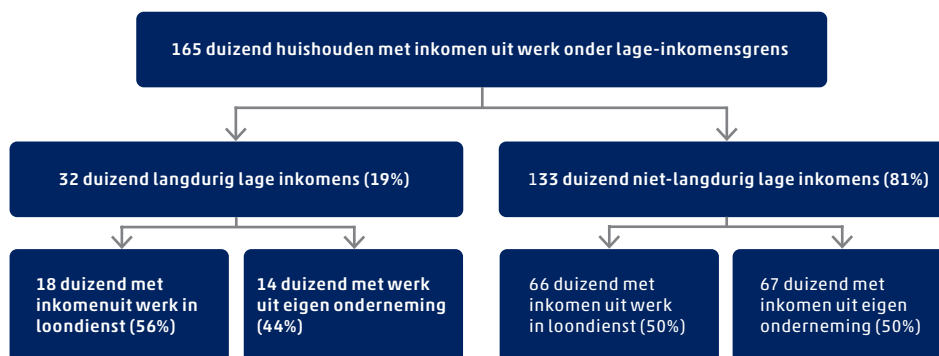 165 duizend huishouden met inkomen uit werk onder lage-inkomensgrens
32 duizend langdurig lage inkomens (19%)
133 duizend niet-langdurig lage inkomens (81%)
18 duizend met
inkomenuit werk in
loondienst (56%)
14 duizend met werk
uit eigen onderneming
(44%)
66 duizend met
inkomen uit werk
in loondienst (50%)
67 duizend met
inkomen uit eigen
onderneming (50%)